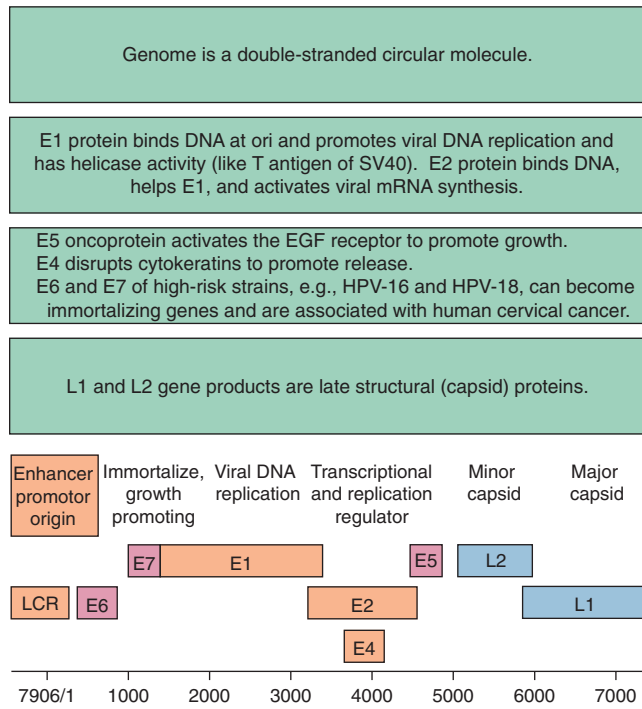 Genome is a double-stranded circular molecule.
E1 protein binds DNA at ori and promotes viral DNA replication and
has helicase activity (like T antigen of SV40). E2 protein binds DNA,
helps E1, and activates viral mRNA synthesis.
E5 oncoprotein activates the EGF receptor to promote growth.
E4 disrupts cytokeratins to promote release.
E6 and E7 of high-risk strains, e.g., HPV-16 and HPV-18, can become
immortalizing genes and are associated with human cervical cancer.
L1 and L2 gene products are late structural (capsid) proteins.
Enhancer
promotor
origin
Immortalize,
growth
promoting
Viral DNA
replication
Transcriptional
and replication
regulator
Minor
capsid
Major
capsid
E7
E1
E5
L2
LCR
E6
E2
L1
E4
7906/1 1000 2000 3000 4000 5000 6000 7000